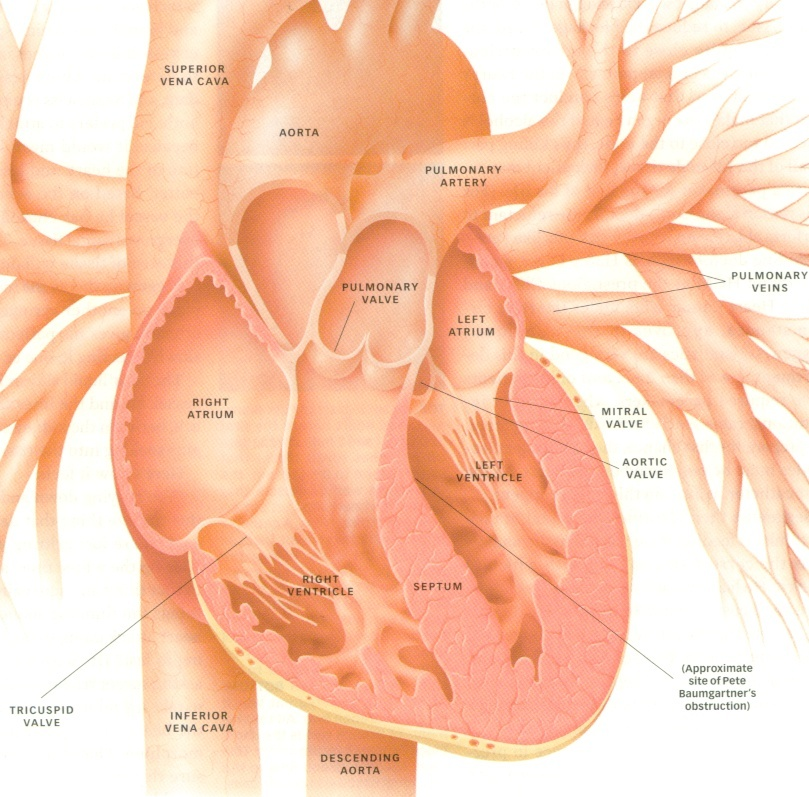 SUPERIOR
VENA CAVA
AORTA
PULMONARY
ARTERY
PULMONARY
VEINS
PULMONARY
VALVE
LEFT
ATRIUM
RIGHT
ATRIUM
MITRAL
VALVE
AORTIC
VALVE
LEFT
VENTRICLE
RIGHT
VENTRICLE
SEPTUM
(Approximate
site of Pete
Baumgartner's
obstruction)
TRICUSPID
VALVE
INFERIOR
VENA CAVA
DESCENDING
AORTA